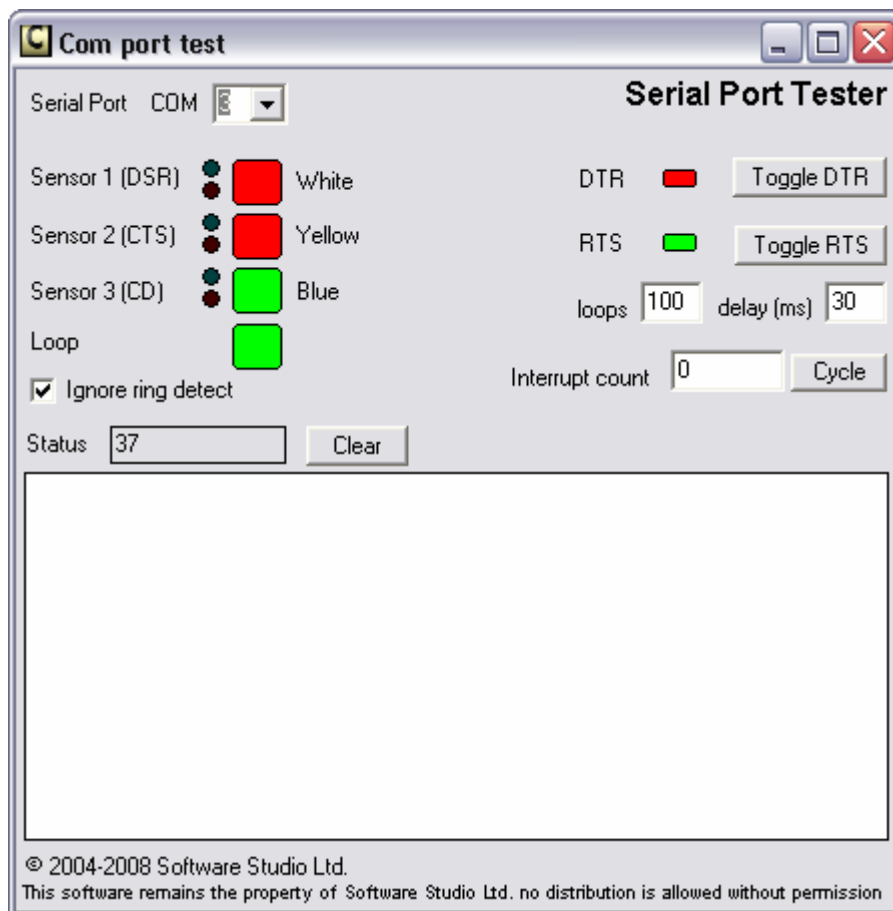 Com port test
Serial Port COM 3
Serial Port Tester
Sensor 1 (DSR) White
DTR Toggle DTR
Sensor 2 (CTS) Yellow
RTS Toggle RTS
Sensor 3 (CD) Blue
loops 100 delay (ms) 30
Loop
Interrupt count 0 Cycle
Ignore ring detect
Status 37 Clear
© 2004-2008 Software Studio Ltd.
This software remains the property of Software Studio Ltd. no distribution is allowed without permission